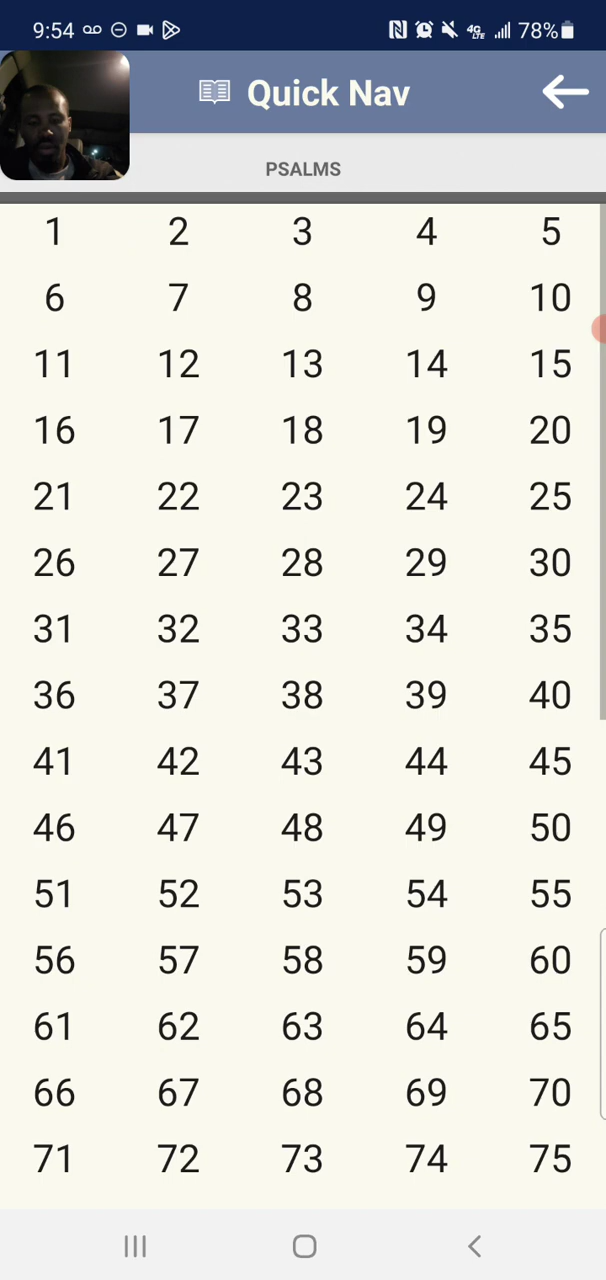 9:54 4G LTE 78%
Quick Nav
PSALMS
1 2 3 4 5
6 7 8 9 10
11 12 13 14 15
16 17 18 19 20
21 22 23 24 25
26 27 28 29 30
31 32 33 34 35
36 37 38 39 40
41 42 43 44 45
46 47 48 49 50
51 52 53 54 55
56 57 58 59 60
61 62 63 64 65
66 67 68 69 70
71 72 73 74 75